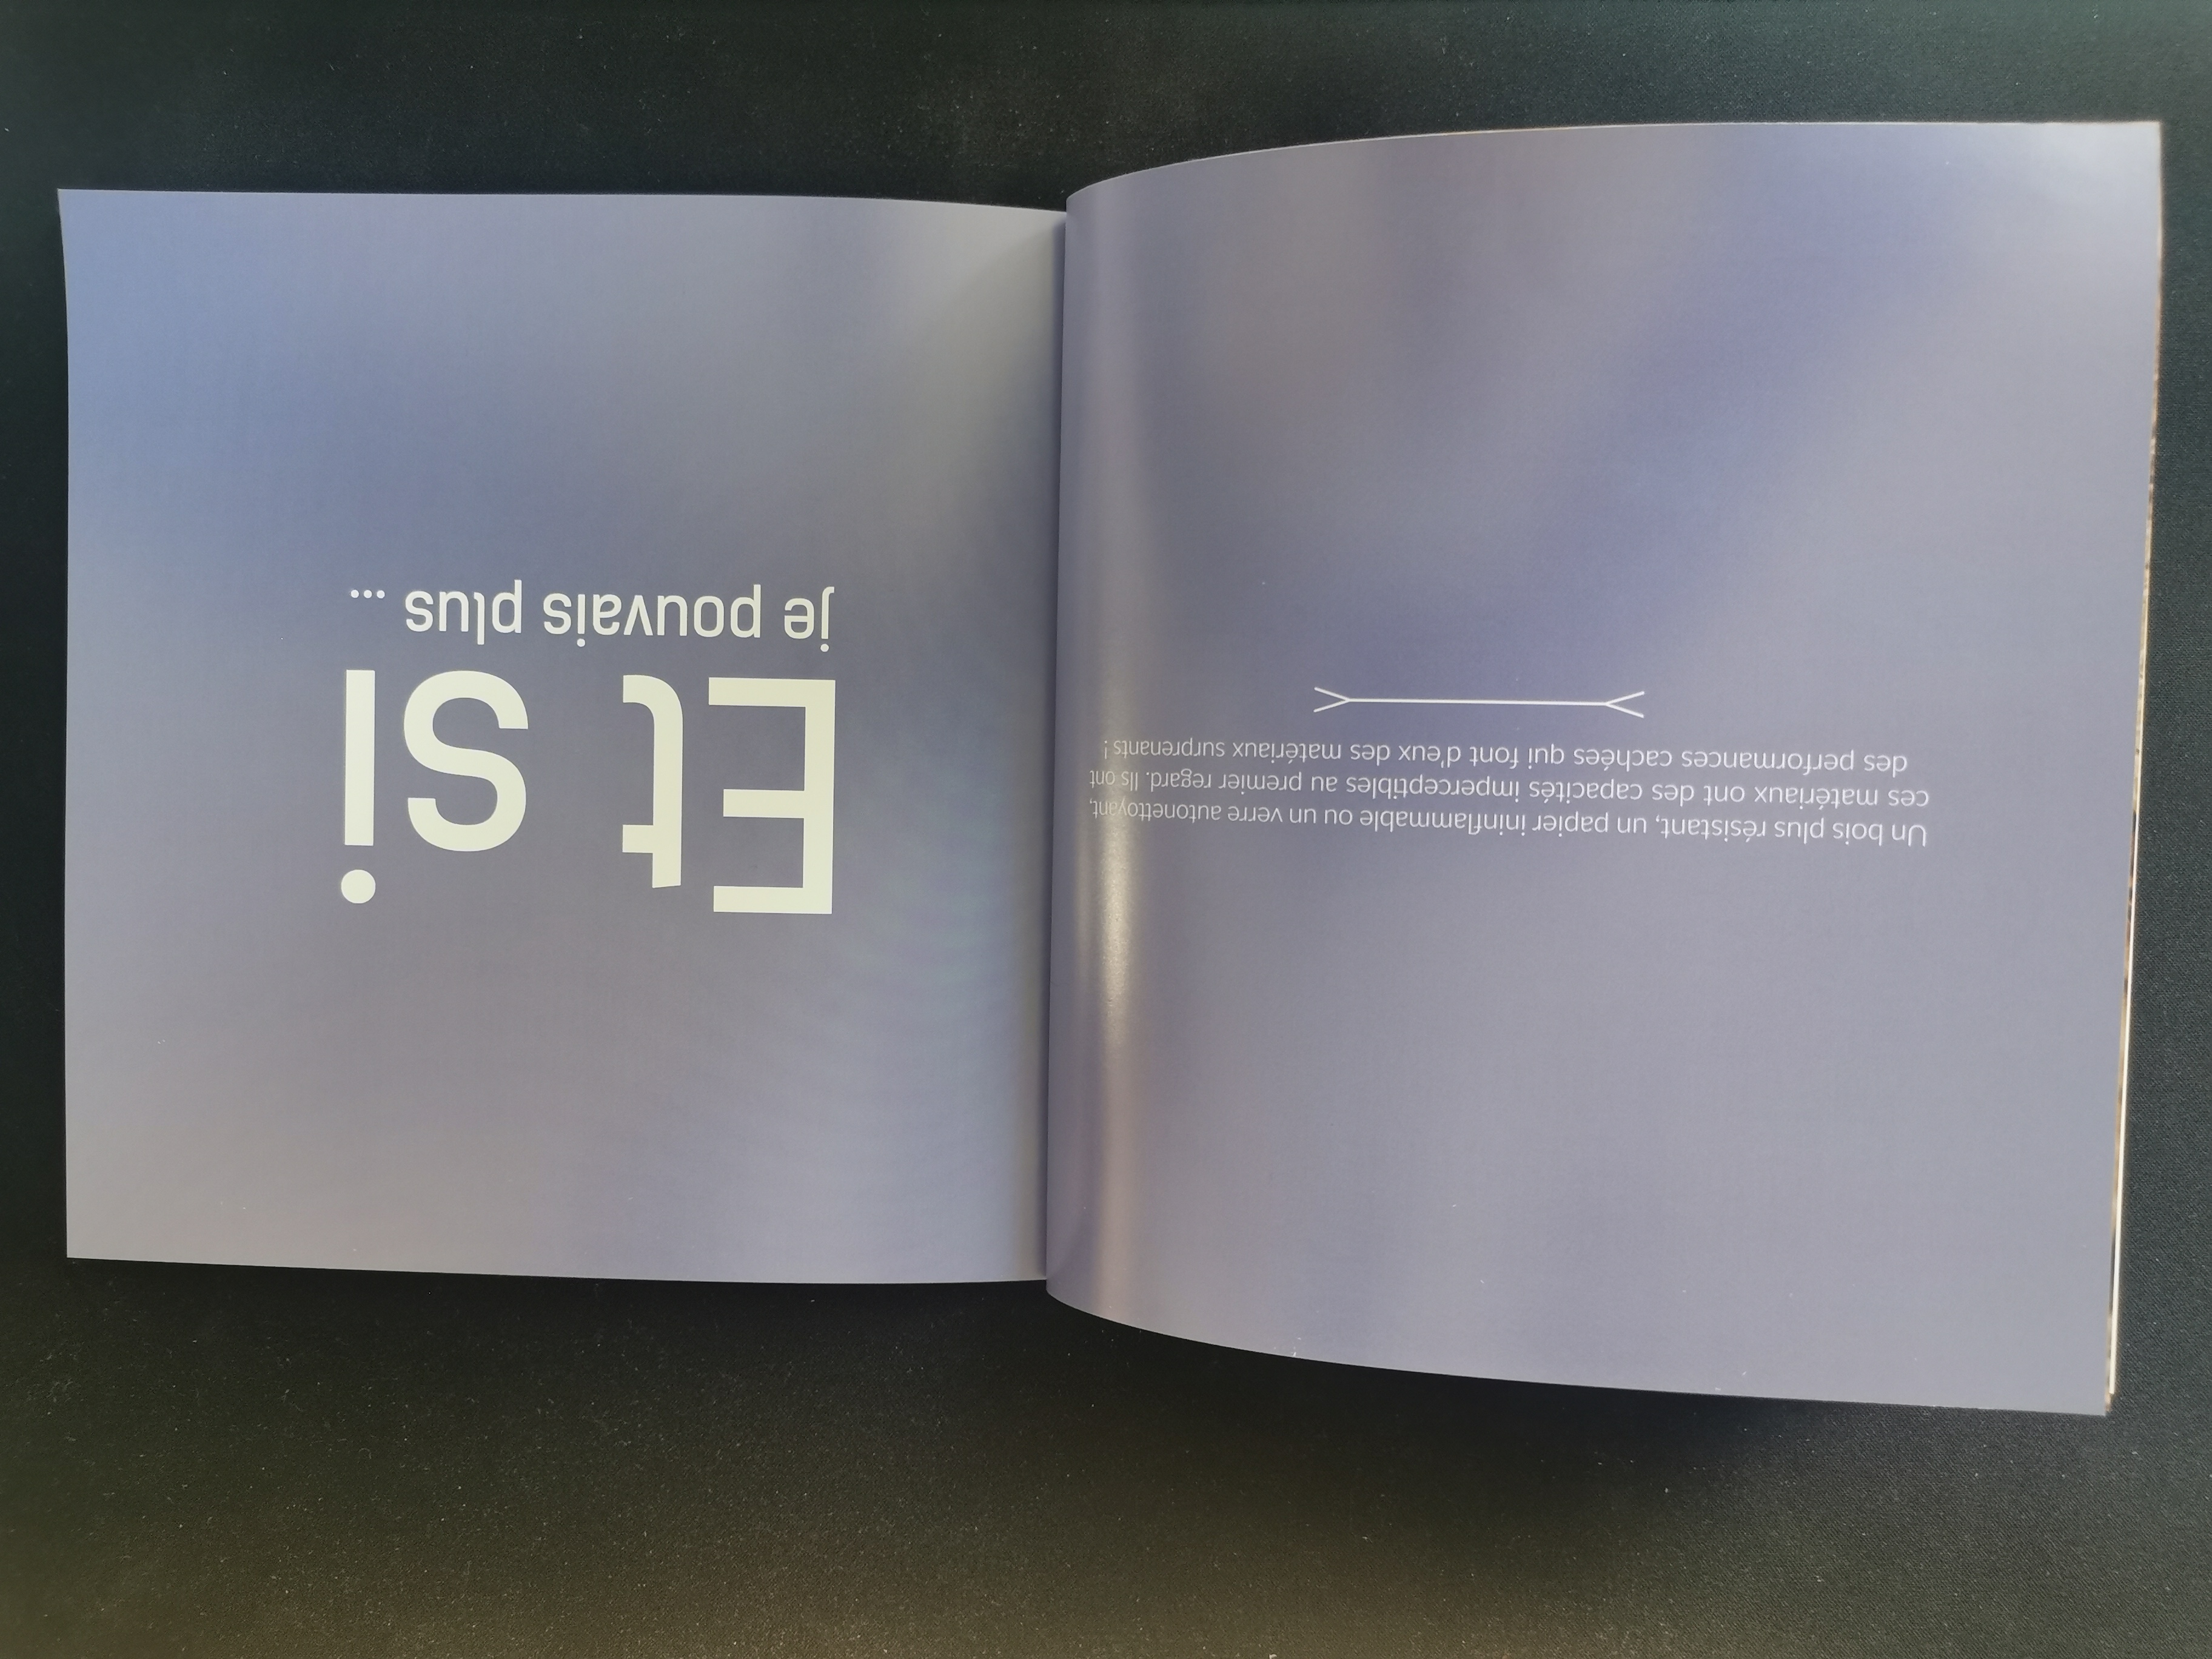 Un bois plus résistant, un papier ininflammable ou un verre autonettoyant,
ces matériaux ont des capacités imperceptibles au premier regard. Ils ont
des performances cachées qui font d'eux des matériaux surprenants !
Et si
je pouvais plus ...